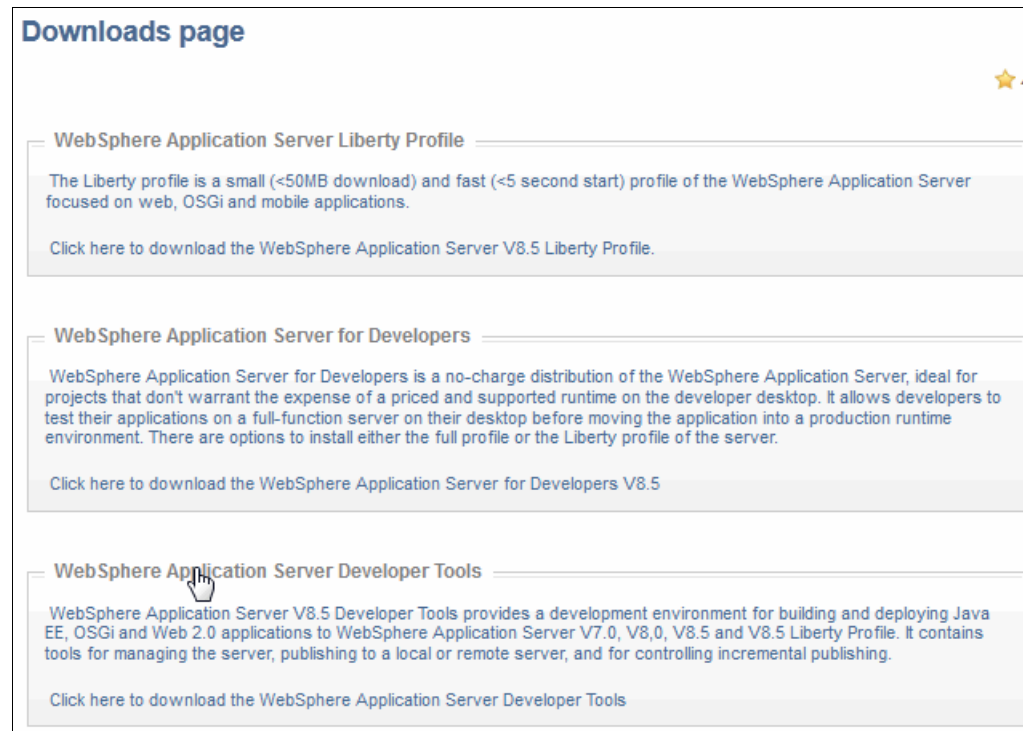 Downloads page
WebSphere Application Server Liberty Profile
The Liberty profile is a small (<50MB download) and fast (<5 second start) profile of the WebSphere Application Server
focused on web, OSGi and mobile applications.
Click here to download the WebSphere Application Server V8.5 Liberty Profile.
WebSphere Application Server for Developers
WebSphere Application Server for Developers is a no-charge distribution of the WebSphere Application Server, ideal for
projects that don't warrant the expense of a priced and supported runtime on the developer desktop. It allows developers to
test their applications on a full-function server on their desktop before moving the application into a production runtime
environment. There are options to install either the full profile or the Liberty profile of the server.
Click here to download the WebSphere Application Server for Developers V8.5
WebSphere Application Server Developer Tools
WebSphere Application Server V8.5 Developer Tools provides a development environment for building and deploying Java
EE, OSGi and Web 2.0 applications to WebSphere Application Server V7.0, V8,0, V8.5 and V8.5 Liberty Profile. It contains
tools for managing the server, publishing to a local or remote server, and for controlling incremental publishing.
Click here to download the WebSphere Application Server Developer Tools